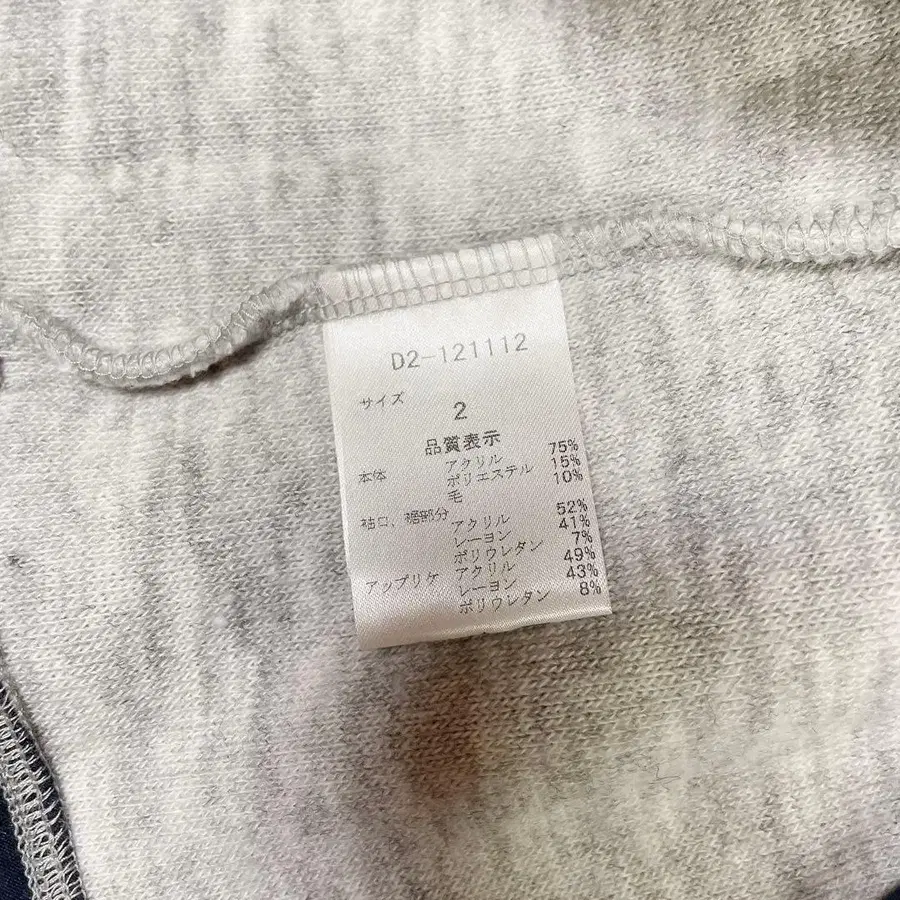 D2-121112
サイズ
2
品質表示
本体 アクリル 75%
ポリエステル 15%
毛 10%
袖口、裾部分 アクリル 52%
レーヨン 41%
ポリウレタン 7%
アップリケ アクリル 49%
レーヨン 43%
ポリウレタン 8%